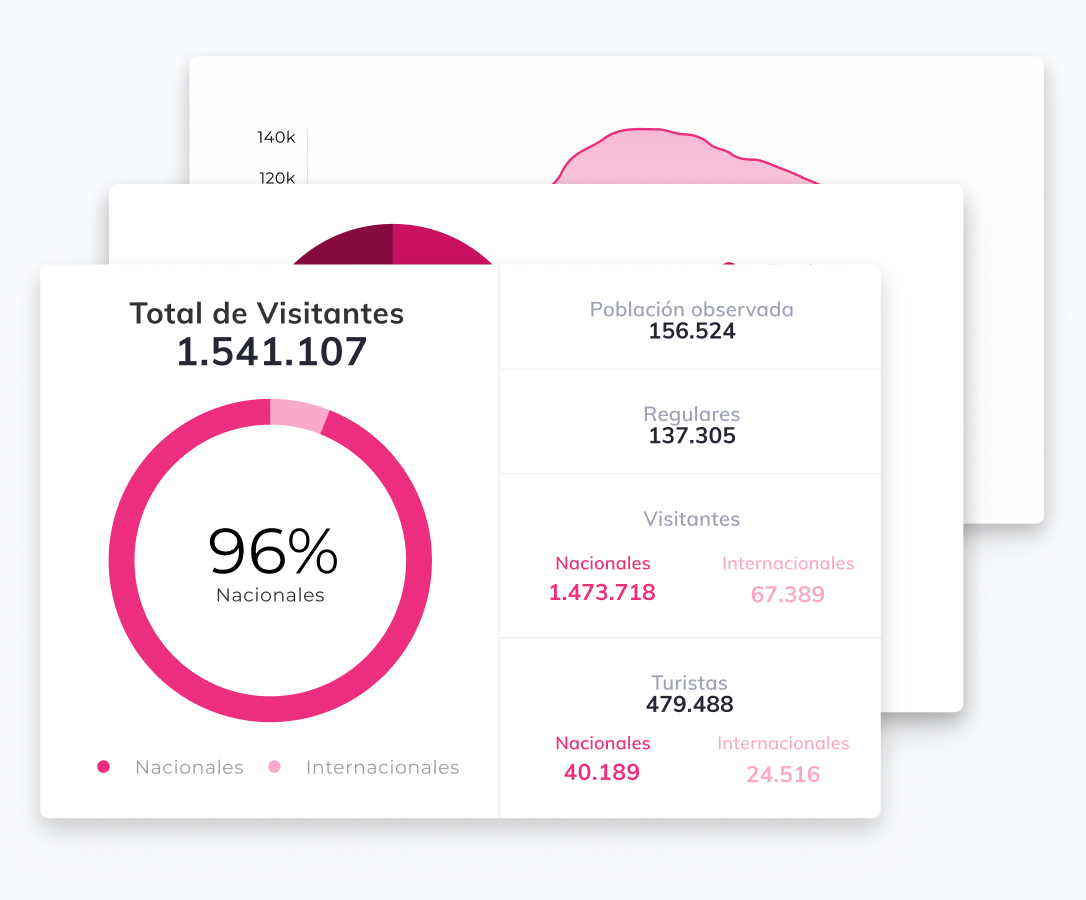 140k
120k
Total de Visitantes
1.541.107
96%
Nacionales
Nacionales
Internacionales
Población observada
156.524
Regulares
137.305
Visitantes
Nacionales
Internacionales
1.473.718
67.389
Turistas
479.488
Nacionales
Internacionales
40.189
24.516